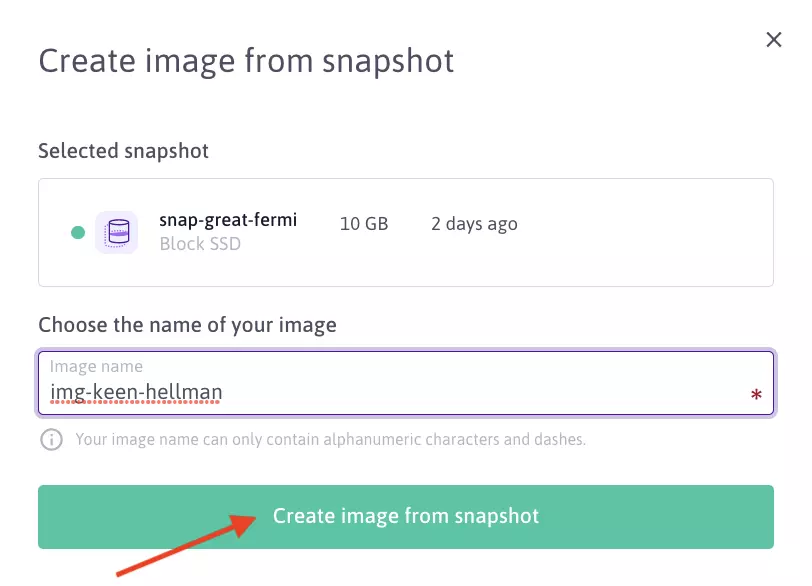 Create image from snapshot
Selected snapshot
snap-great-fermi 10 GB 2 days ago
Block SSD
Choose the name of your image
Image name
img-keen-hellman *
Your image name can only contain alphanumeric characters and dashes.
Create image from snapshot